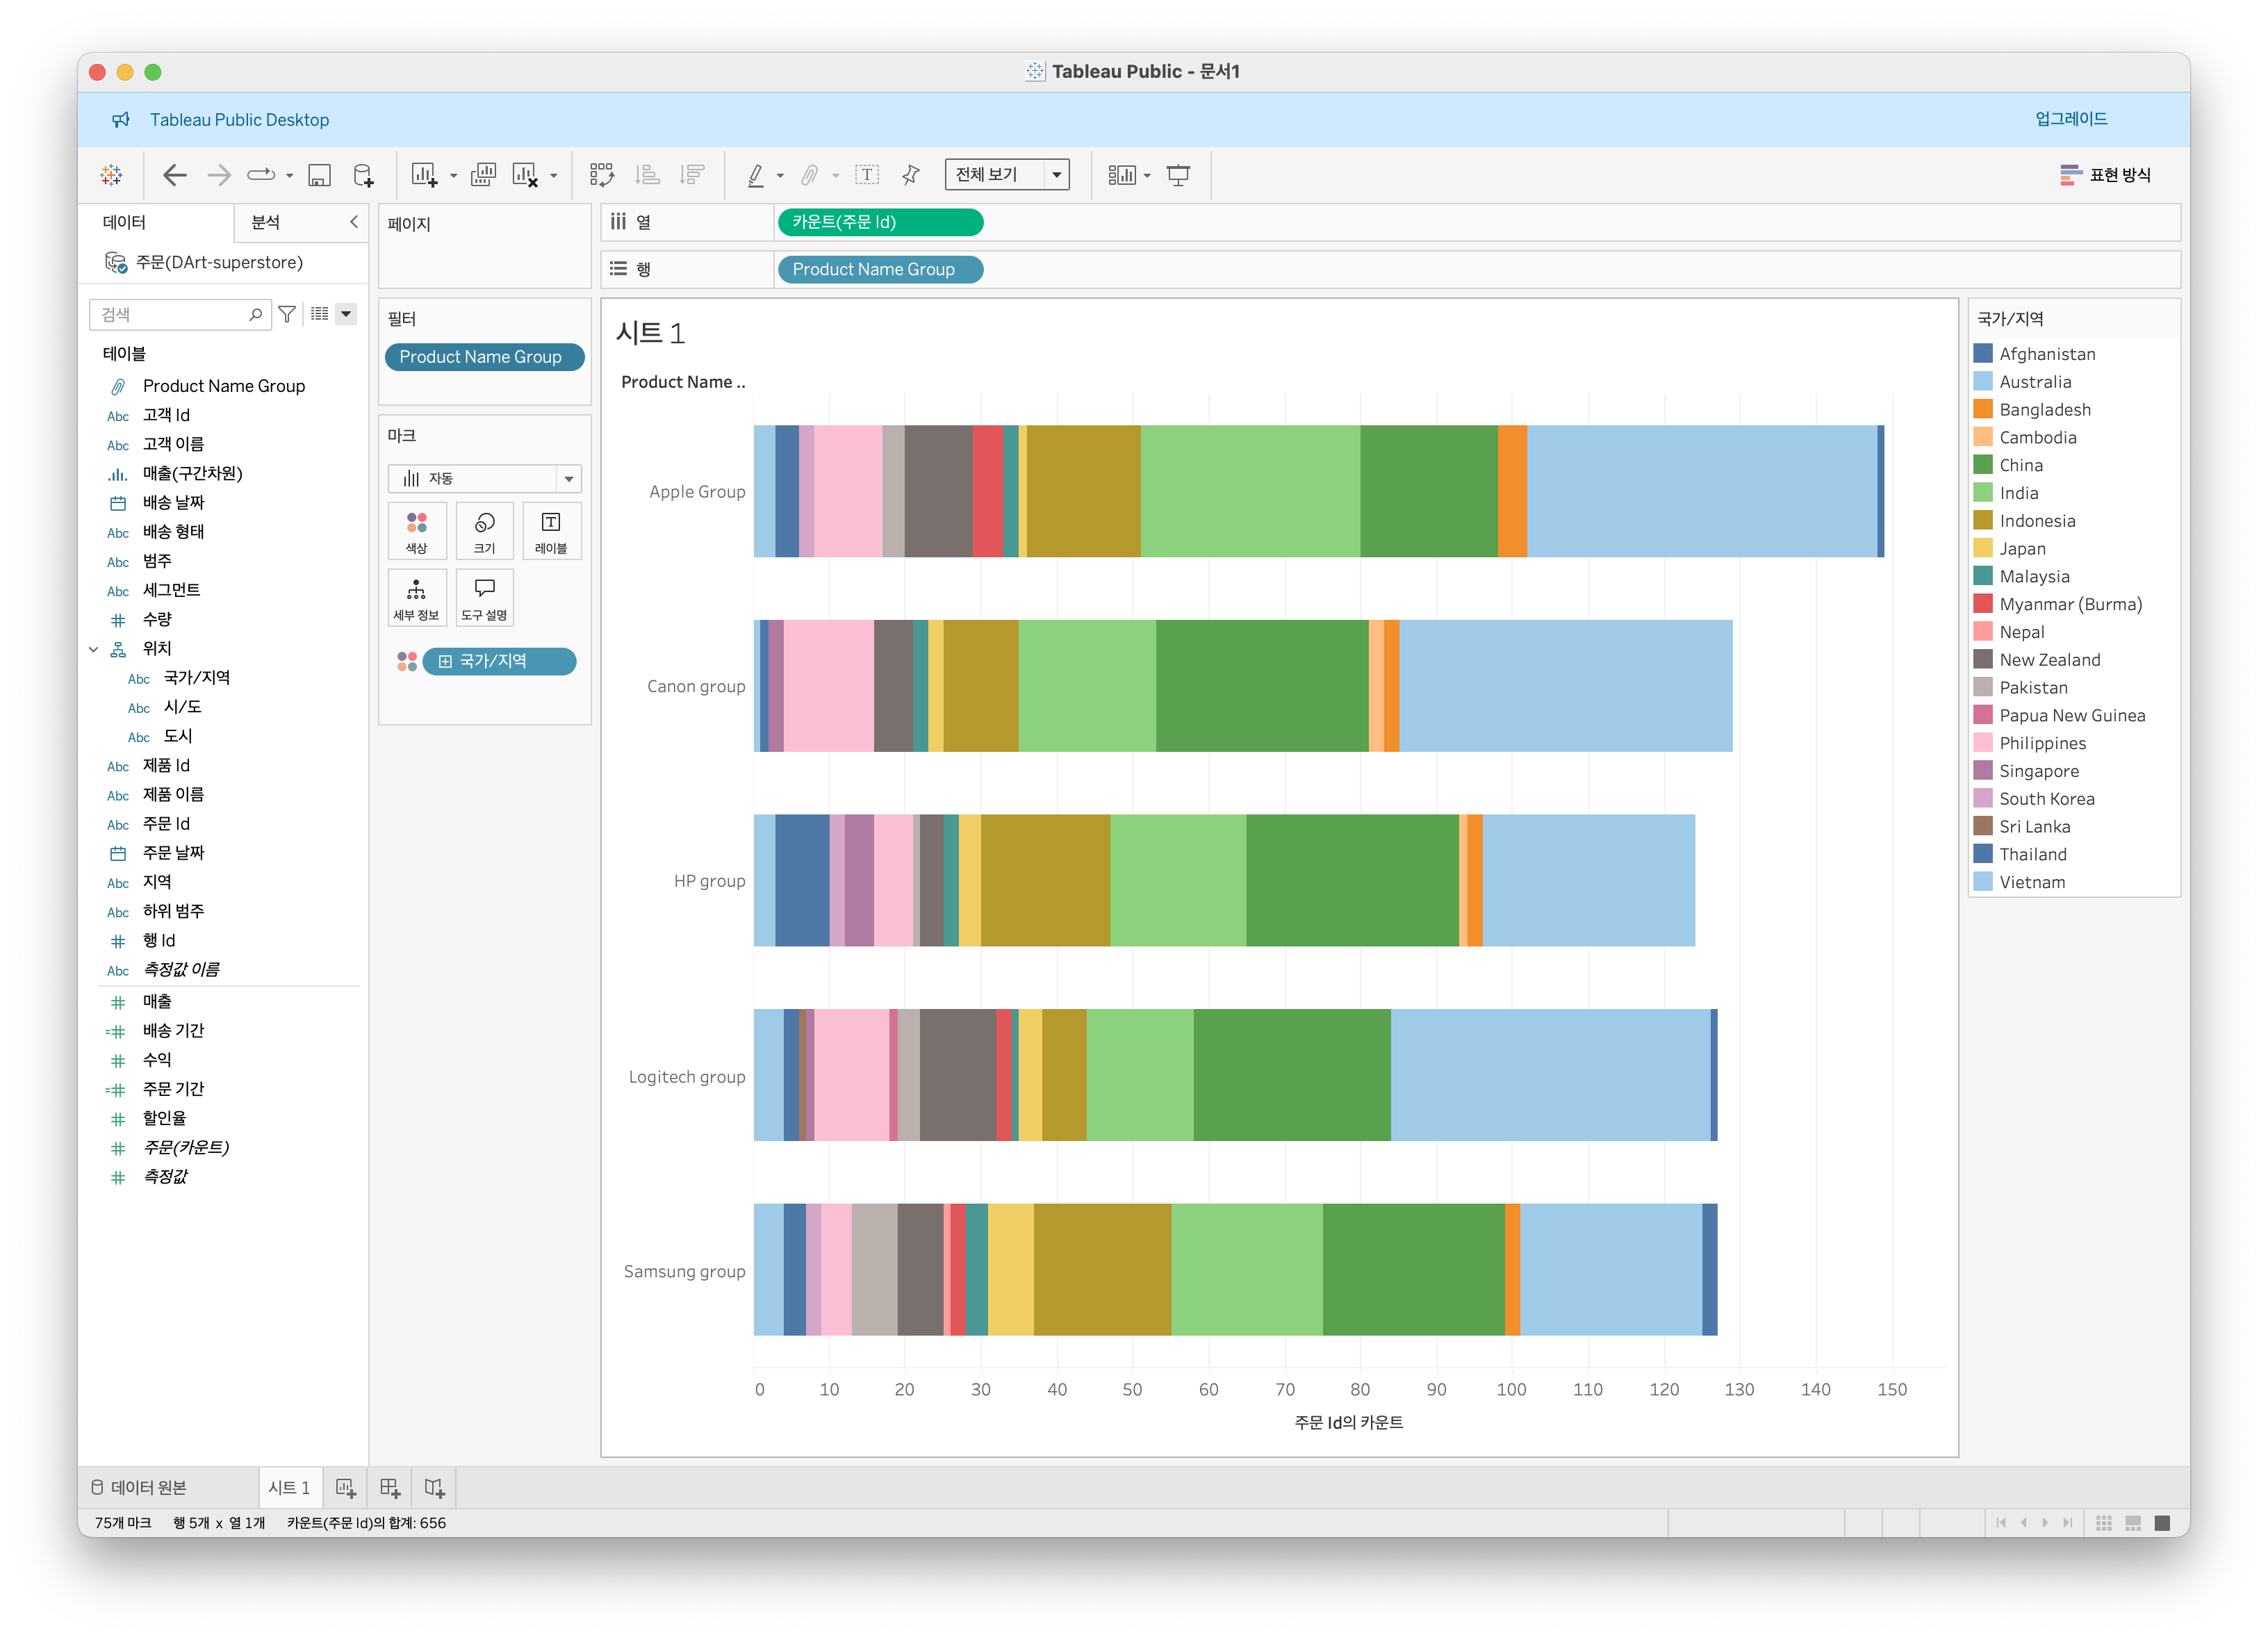 Tableau Public - 문서1
Tableau Public Desktop
업그레이드
전체 보기
표현 방식
데이터
분석
주문(DArt-superstore)
검색
테이블
Product Name Group
Abc 고객 Id
Abc 고객 이름
매출(구간차원)
배송 날짜
Abc 배송 형태
Abc 범주
Abc 세그먼트
수량
위치
Abc 국가/지역
Abc 시/도
Abc 도시
Abc 제품 Id
Abc 제품 이름
Abc 주문 Id
주문 날짜
Abc 지역
Abc 하위 범주
행 Id
Abc 측정값 이름
매출
배송 기간
수익
주문 기간
할인율
주문(카운트)
측정값
페이지
필터
Product Name Group
마크
자동
색상
크기
레이블
세부 정보
도구 설명
국가/지역
열
카운트(주문 Id)
행
Product Name Group
시트 1
Product Name ..
Apple Group
Canon group
HP group
Logitech group
Samsung group
0 10 20 30 40 50 60 70 80 90 100 110 120 130 140 150
주문 Id의 카운트
국가/지역
Afghanistan
Australia
Bangladesh
Cambodia
China
India
Indonesia
Japan
Malaysia
Myanmar (Burma)
Nepal
New Zealand
Pakistan
Papua New Guinea
Philippines
Singapore
South Korea
Sri Lanka
Thailand
Vietnam
데이터 원본
시트 1
75개 마크 행 5개 x 열 1개 카운트(주문 Id)의 합계: 656